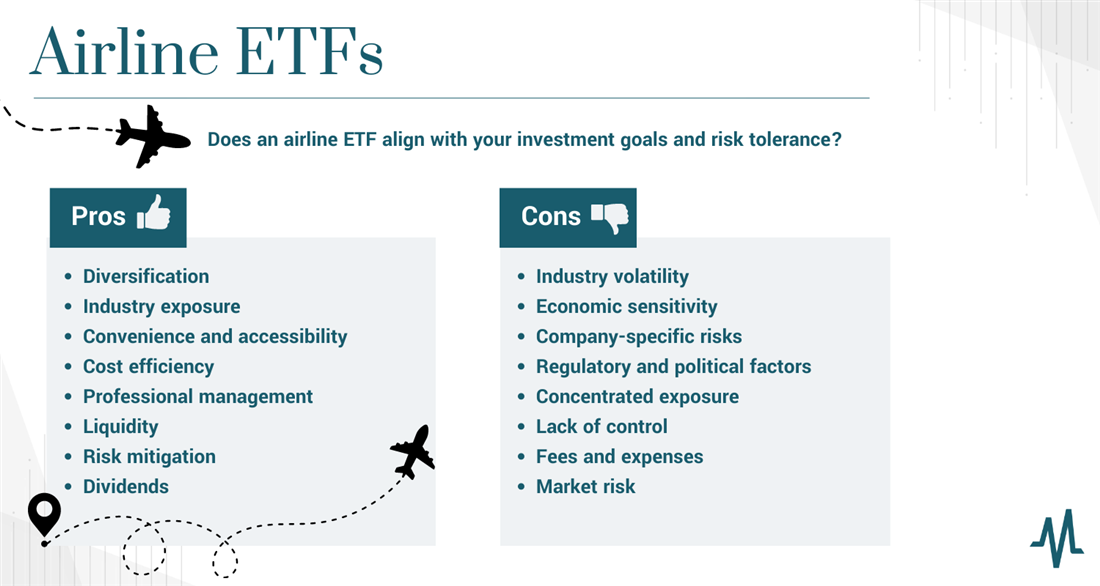 Airline ETFs
Does an airline ETF align with your investment goals and risk tolerance?
Pros
• Diversification
• Industry exposure
• Convenience and accessibility
• Cost efficiency
• Professional management
• Liquidity
• Risk mitigation
• Dividends
Cons
• Industry volatility
• Economic sensitivity
• Company-specific risks
• Regulatory and political factors
• Concentrated exposure
• Lack of control
• Fees and expenses
• Market risk